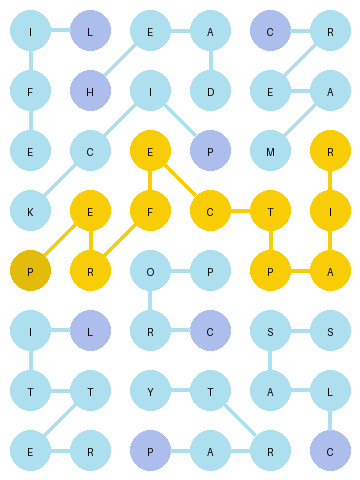 I L E A C R
F H I D E A
E C E P M R
K E F C T I
P R O P P A
I L R C S S
T T Y T A L
E R P A R C